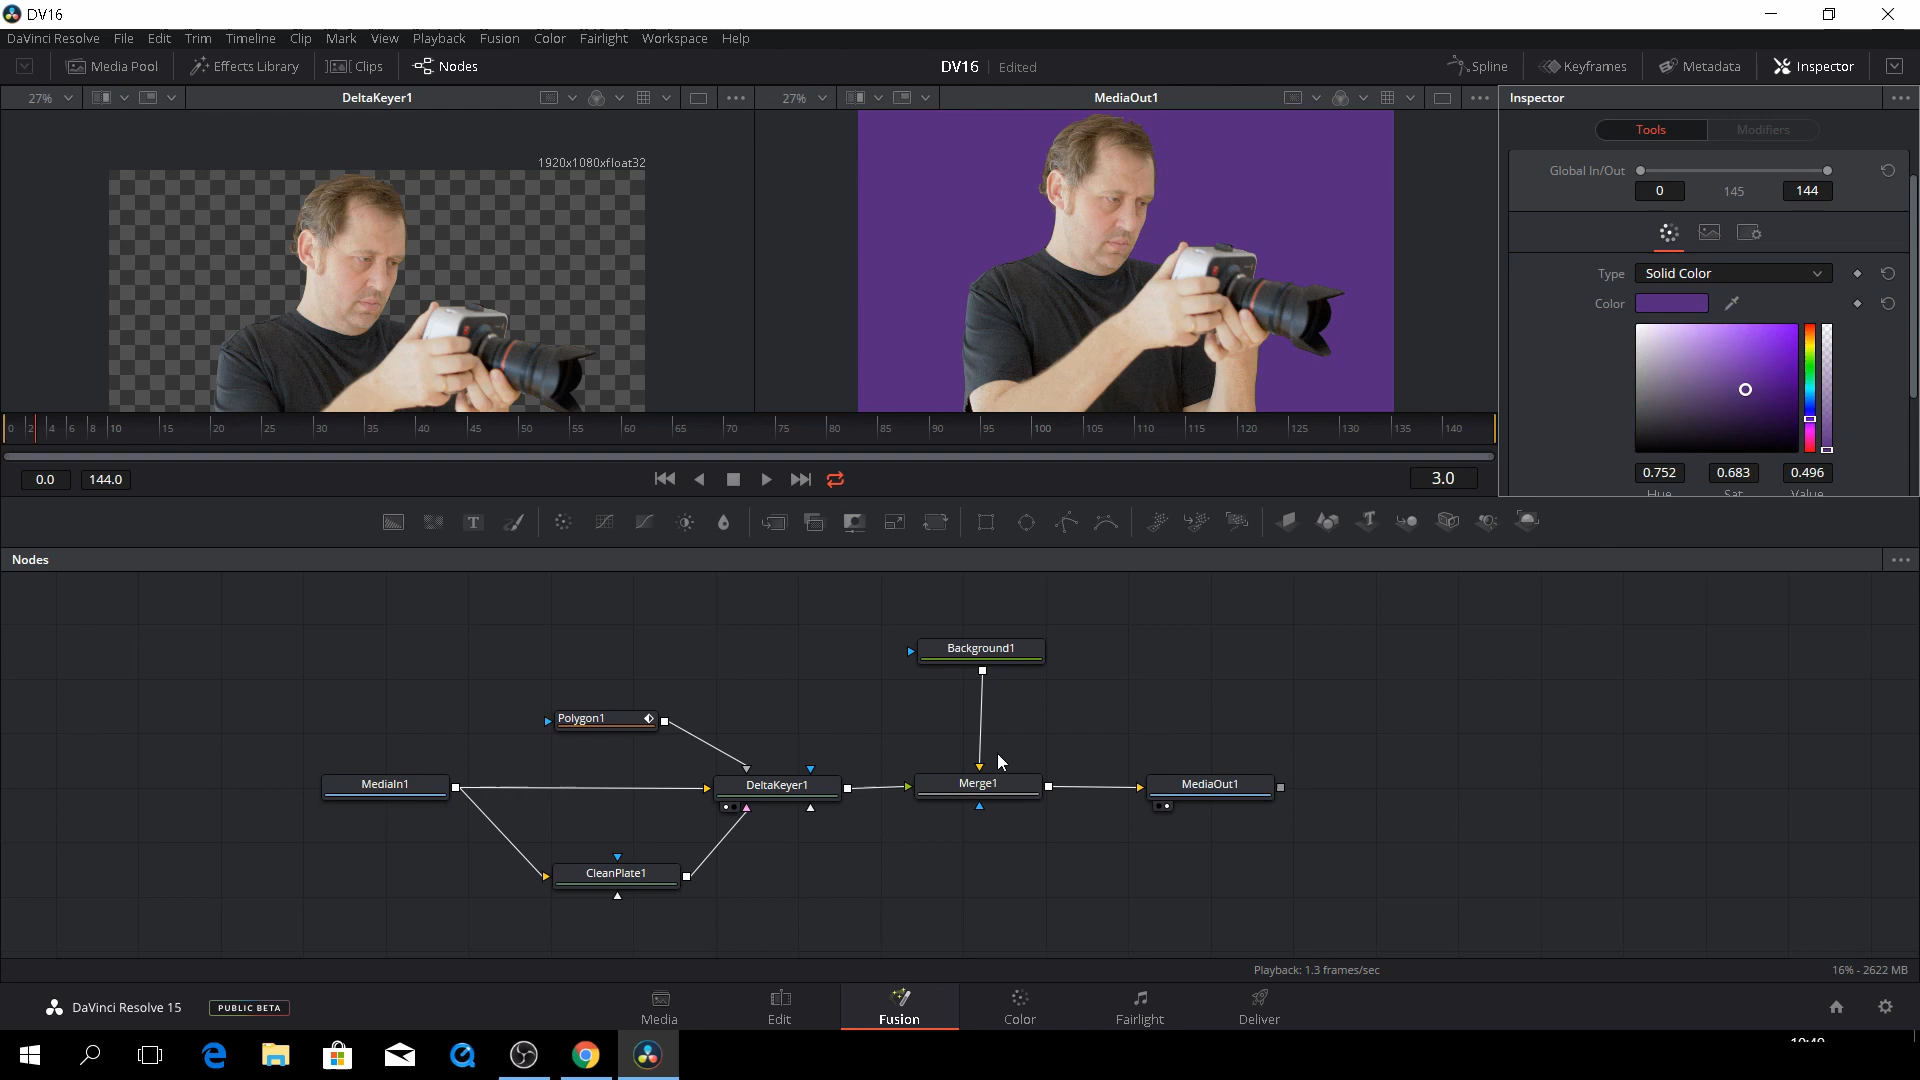 DV16
DaVinci Resolve File Edit Trim Timeline Clip Mark View Playback Fusion Color Fairlight Workspace Help
Media Pool Effects Library Clips Nodes DV16 Edited Spline Keyframes Metadata Inspector
27% DeltaKeyer1 27% MediaOut1 Inspector
Tools Modifiers
1920x1080xfloat32
Global In/Out
0 145 144
Type Solid Color
Color
0 2 4 6 8 10 15 20 25 30 35 40 45 50 55 60 65 70 75 80 85 90 95 100 105 110 115 120 125 130 135 140
0.752 0.683 0.496
Hue Sat Value
0.0 144.0 3.0
T T
Nodes
Background1
Polygon1
MediaIn1 DeltaKeyer1 Merge1 MediaOut1
CleanPlate1
Playback: 1.3 frames/sec 16% - 2622 MB
DaVinci Resolve 15 PUBLIC BETA
Media Edit Fusion Color Fairlight Deliver
10:40